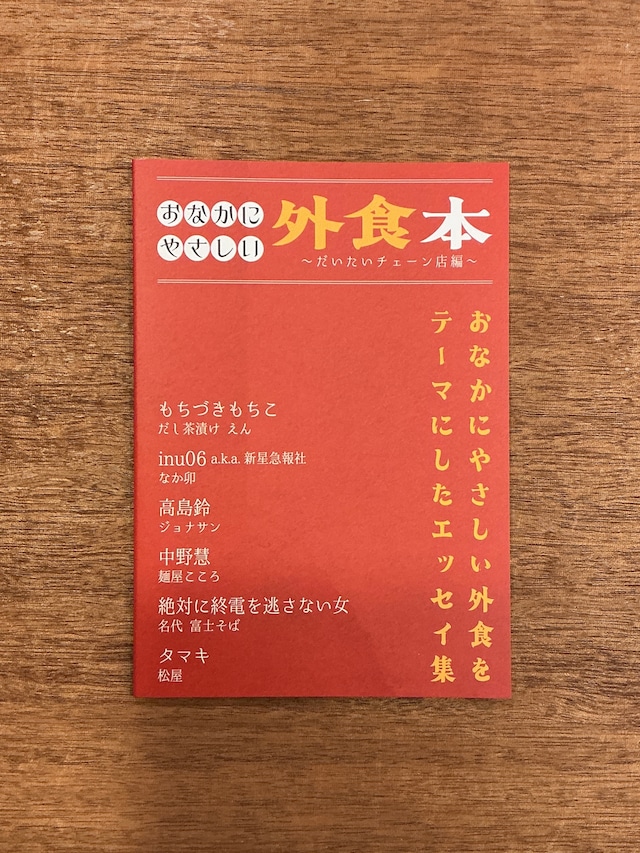 おなかに
やさしい
外食本
～だいたいチェーン店編～
おなかにやさしい外食を
テーマにしたエッセイ集
もちづきもちこ
だし茶漬け えん
inu06 a.k.a. 新星急報社
なか卯
高島鈴
ジョナサン
中野慧
麺屋こころ
絶対に終電を逃さない女
名代 富士そば
タマキ
松屋